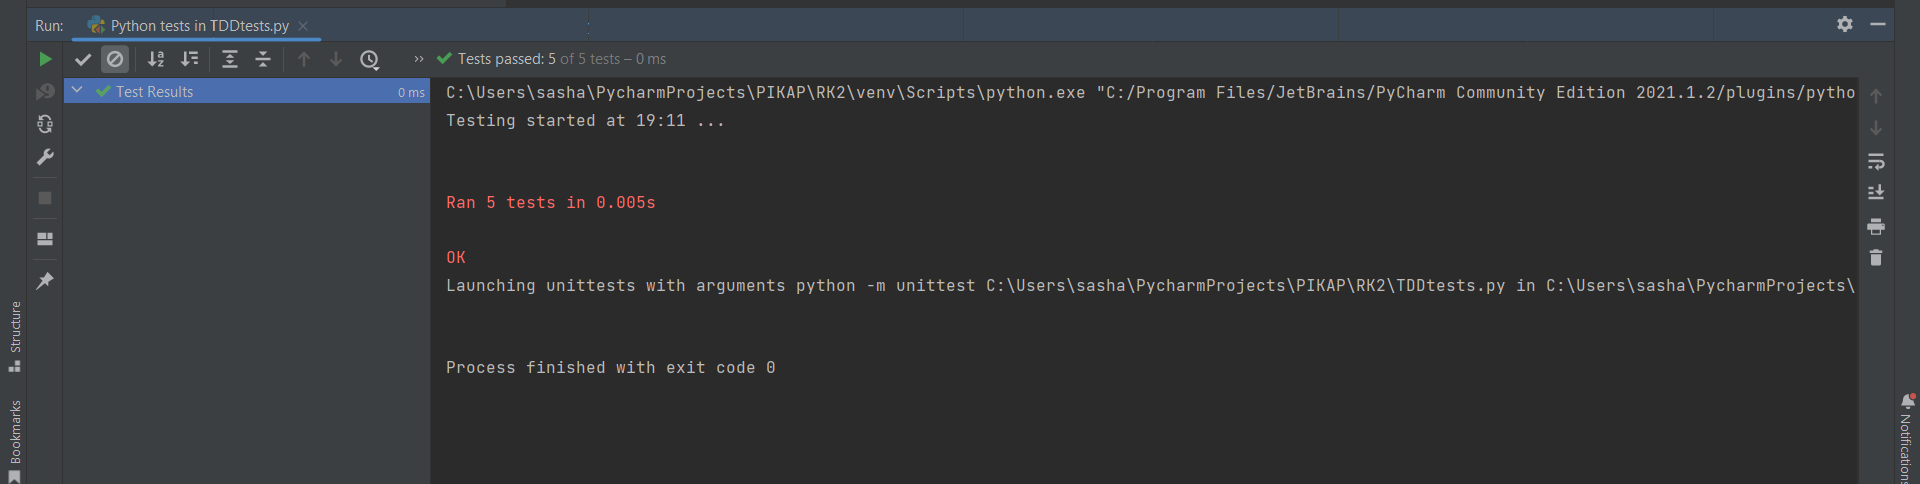 Run: Python tests in TDDtests.py
Tests passed: 5 of 5 tests – 0 ms
Test Results 0 ms
C:\Users\sasha\PycharmProjects\PIKAP\RK2\venv\Scripts\python.exe "C:/Program Files/JetBrains/PyCharm Community Edition 2021.1.2/plugins/pytho
Testing started at 19:11 ...
Ran 5 tests in 0.005s
OK
Launching unittests with arguments python -m unittest C:\Users\sasha\PycharmProjects\PIKAP\RK2\TDDtests.py in C:\Users\sasha\PycharmProjects\
Process finished with exit code 0
Structure
Bookmarks
Notifications